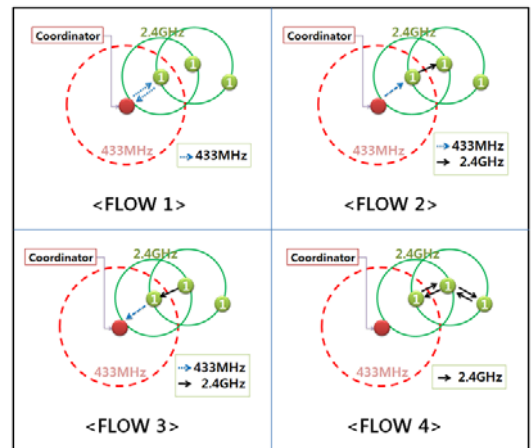 2.4GHz
Coordinator
1
1
1
433MHz
433MHz
<FLOW 1>
2.4GHz
Coordinator
1
1
1
433MHz
433MHz
2.4GHz
<FLOW 2>
2.4GHz
Coordinator
1
1
433MHz
433MHz
2.4GHz
<FLOW 3>
2.4GHz
Coordinator
1
1
1
433MHz
2.4GHz
<FLOW 4>